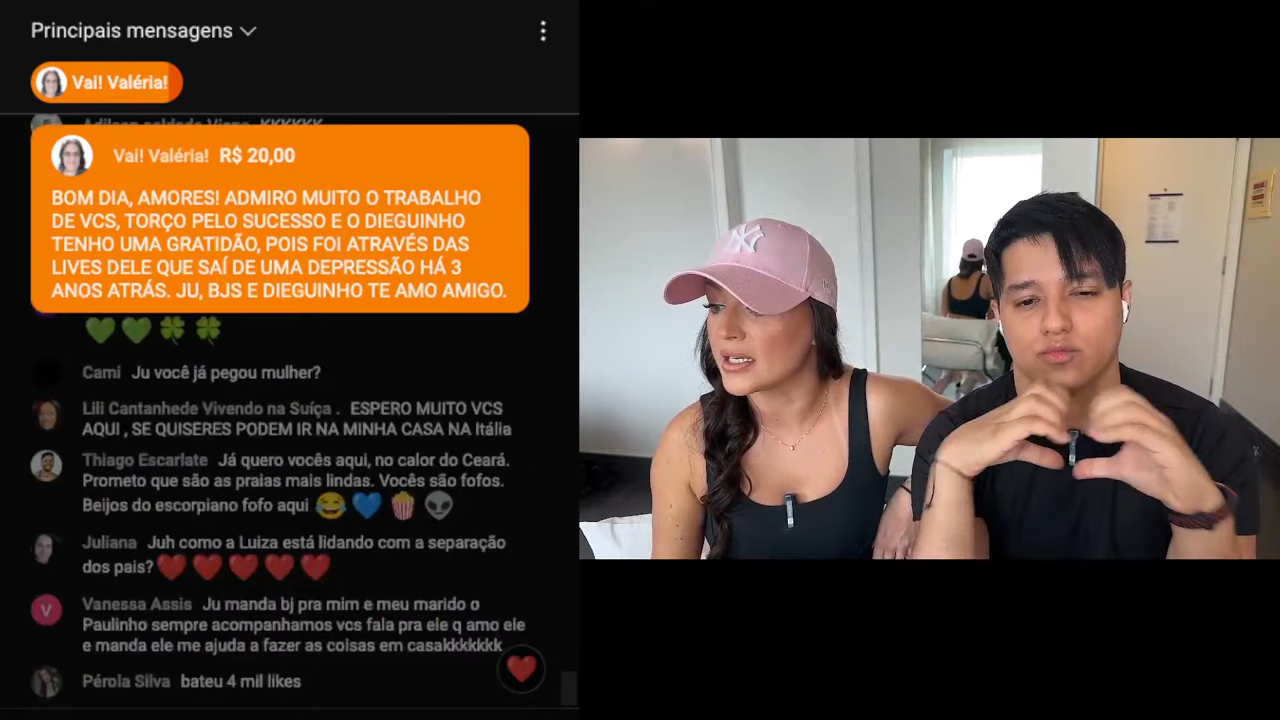 Principais mensagens
Vai! Valéria!
Vai! Valéria! R$ 20,00
BOM DIA, AMORES! ADMIRO MUITO O TRABALHO
DE VCS, TORÇO PELO SUCESSO E O DIEGUINHO
TENHO UMA GRATIDÃO, POIS FOI ATRAVÉS DAS
LIVES DELE QUE SAÍ DE UMA DEPRESSÃO HÁ 3
ANOS ATRÁS. JU, BJS E DIEGUINHO TE AMO AMIGO.
Cami Ju você já pegou mulher?
Lili Cantanhede Vivendo na Suíça . ESPERO MUITO VCS
AQUI , SE QUISERES PODEM IR NA MINHA CASA NA Itália
Thiago Escarlate Já quero vocês aqui, no calor do Ceará.
Prometo que são as praias mais lindas. Vocês são fofos.
Beijos do escorpiano fofo aqui 😂💙🍿👽
Juliana Juh como a Luiza está lidando com a separação
dos pais?❤️❤️❤️❤️❤️
V Vanessa Assis Ju manda bj pra mim e meu marido o
Paulinho sempre acompanhamos vcs fala pra ele q amo ele
e manda ele me ajuda a fazer as coisas em casakkkkkkk
Pérola Silva bateu 4 mil likes
NY